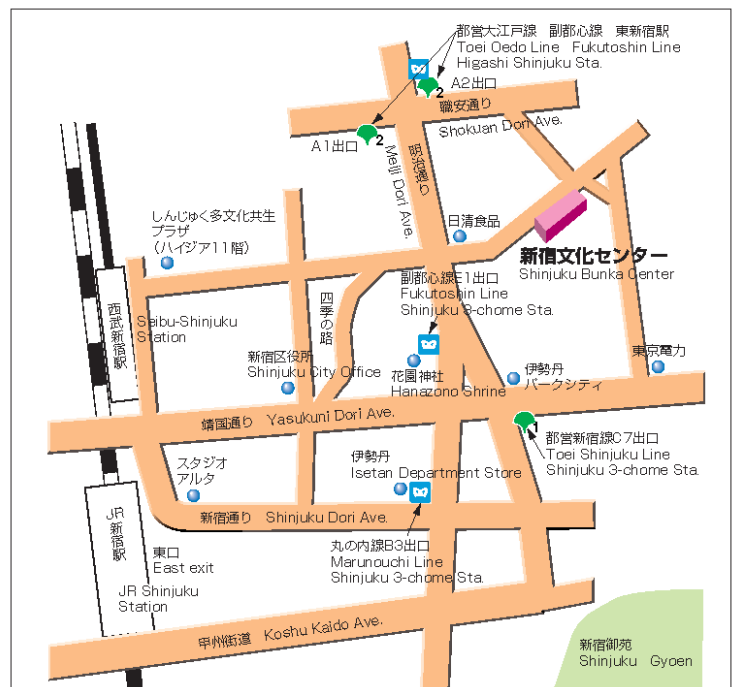 都営大江戸線　副都心線　東新宿駅
Toei Oedo Line　Fukutoshin Line
Higashi Shinjuku Sta.
A2出口
2
職安通り
Shokuan Dori Ave.
2
A1出口
Meiji Dori Ave.
明治通り
日清食品
しんじゅく多文化共生
プラザ
（ハイジア11階）
新宿文化センター
Shinjuku Bunka Center
副都心線E1出口
Fukutoshin Line
Shinjuku 3-chome Sta.
四季の路
西武新宿駅
Seibu-Shinjuku
Station
新宿区役所
Shinjuku City Office
花園神社
Hanazono Shrine
伊勢丹
パークシティ
東京電力
靖国通り　Yasukuni Dori Ave.
1
都営新宿線C7出口
Toei Shinjuku Line
Shinjuku 3-chome Sta.
スタジオ
アルタ
伊勢丹
Isetan Department Store
新宿通り　Shinjuku Dori Ave.
JR新宿駅
東口
East exit
JR Shinjuku
Station
丸の内線B3出口
Marunouchi Line
Shinjuku 3-chome Sta.
甲州街道　Koshu Kaido Ave.
新宿御苑
Shinjuku　Gyoen